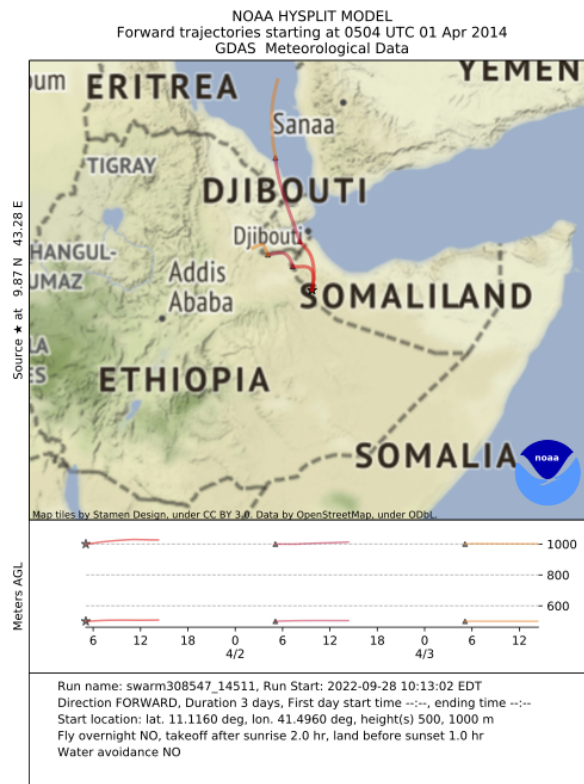 NOAA HYSPLIT MODEL
Forward trajectories starting at 0504 UTC 01 Apr 2014
GDAS Meteorological Data
Source ★ at 9.87 N 43.28 E
oum
ERITREA
YEMEN
Sanaa
TIGRAY
DJIBOUTI
Djibouti
HANGUL-
UMAZ
Addis
Ababa
SOMALILAND
LA
ES
ETHIOPIA
SOMALIA
noaa
Map tiles by Stamen Design, under CC BY 3.0. Data by OpenStreetMap, under ODbL.
Meters AGL
1000
800
600
6 12 18 0 6 12 18 0 6 12
4/2 4/3
Run name: swarm308547_14511, Run Start: 2022-09-28 10:13:02 EDT
Direction FORWARD, Duration 3 days, First day start time --:--, ending time --:--
Start location: lat. 11.1160 deg, lon. 41.4960 deg, height(s) 500, 1000 m
Fly overnight NO, takeoff after sunrise 2.0 hr, land before sunset 1.0 hr
Water avoidance NO